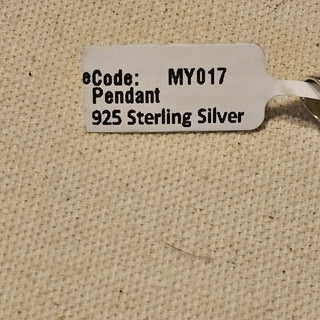 eCode: MY017
Pendant
925 Sterling Silver